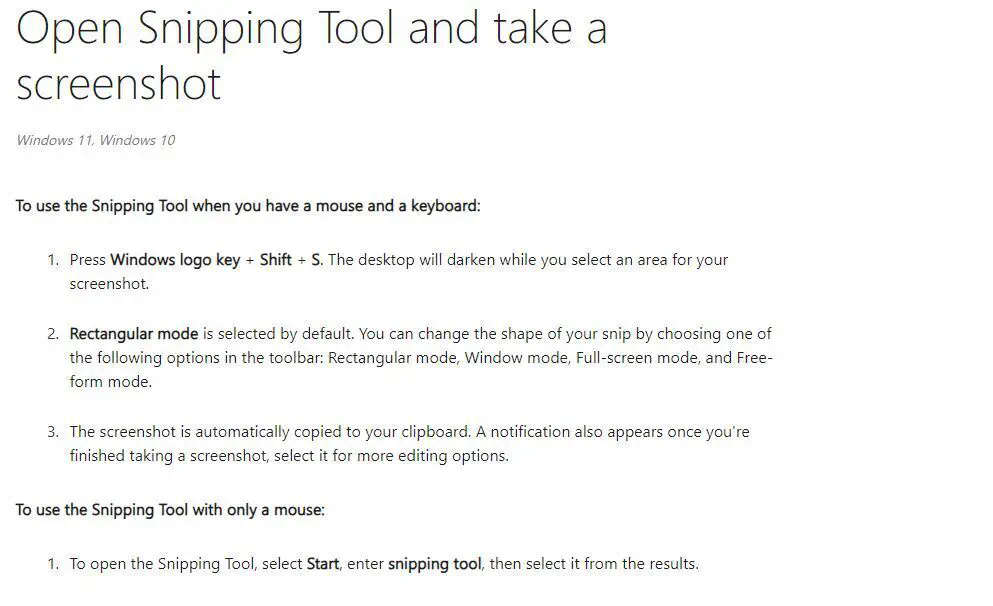 Open Snipping Tool and take a
screenshot
Windows 11, Windows 10
To use the Snipping Tool when you have a mouse and a keyboard:
1. Press Windows logo key + Shift + S. The desktop will darken while you select an area for your
screenshot.
2. Rectangular mode is selected by default. You can change the shape of your snip by choosing one of
the following options in the toolbar: Rectangular mode, Window mode, Full-screen mode, and Free-
form mode.
3. The screenshot is automatically copied to your clipboard. A notification also appears once you're
finished taking a screenshot, select it for more editing options.
To use the Snipping Tool with only a mouse:
1. To open the Snipping Tool, select Start, enter snipping tool, then select it from the results.